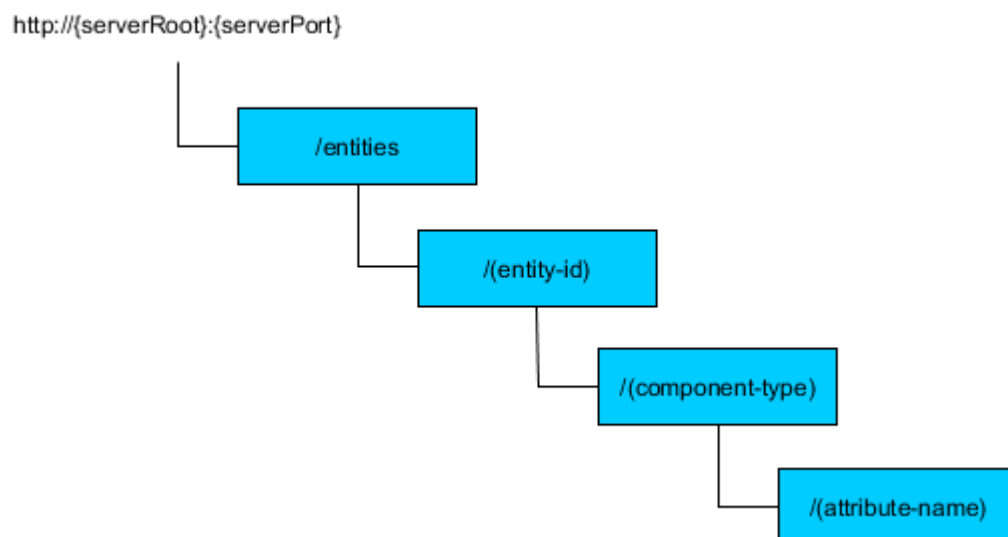 http://{serverRoot}:{serverPort}
/entities
/(entity-id)
/(component-type)
/(attribute-name)